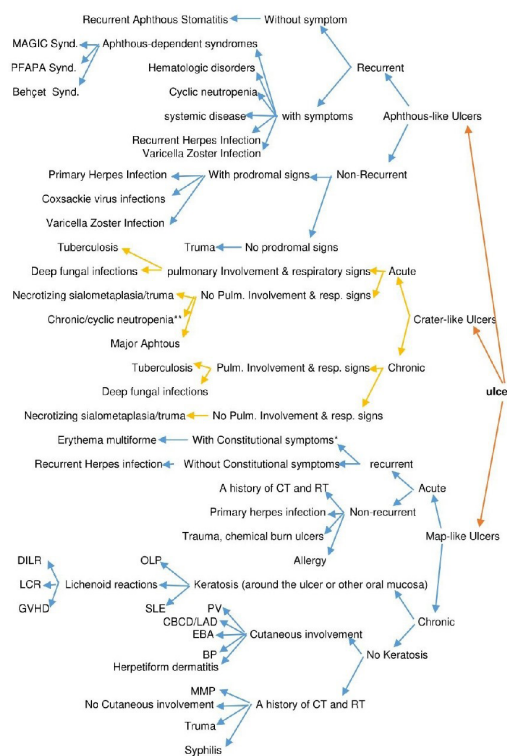 Recurrent Aphthous Stomatitis Without symptom
MAGIC Synd. Aphthous-dependent syndromes
PFAPA Synd. Hematologic disorders Recurrent
Behçet Synd. Cyclic neutropenia
systemic disease with symptoms Aphthous-like Ulcers
Recurrent Herpes Infection
Varicella Zoster Infection
Primary Herpes Infection With prodromal signs Non-Recurrent
Coxsackie virus infections
Varicella Zoster Infection
Tuberculosis Truma No prodromal signs
Deep fungal infections pulmonary Involvement & respiratory signs Acute
Necrotizing sialometaplasia/truma No Pulm. Involvement & resp. signs
Chronic/cyclic neutropenia** Crater-like Ulcers
Major Aphtous
Tuberculosis Pulm. Involvement & resp. signs Chronic
Deep fungal infections ulce
Necrotizing sialometaplasia/truma No Pulm. Involvement & resp. signs
Erythema multiforme With Constitutional symptoms*
Recurrent Herpes infection Without Constitutional symptoms recurrent
A history of CT and RT Acute
Primary herpes infection Non-recurrent
Trauma, chemical burn ulcers Map-like Ulcers
Allergy
DILR OLP
LCR Lichenoid reactions Keratosis (around the ulcer or other oral mucosa)
GVHD SLE PV
CBCD/LAD Chronic
EBA Cutaneous involvement
BP No Keratosis
Herpetiform dermatitis
MMP
No Cutaneous involvement A history of CT and RT
Truma
Syphilis